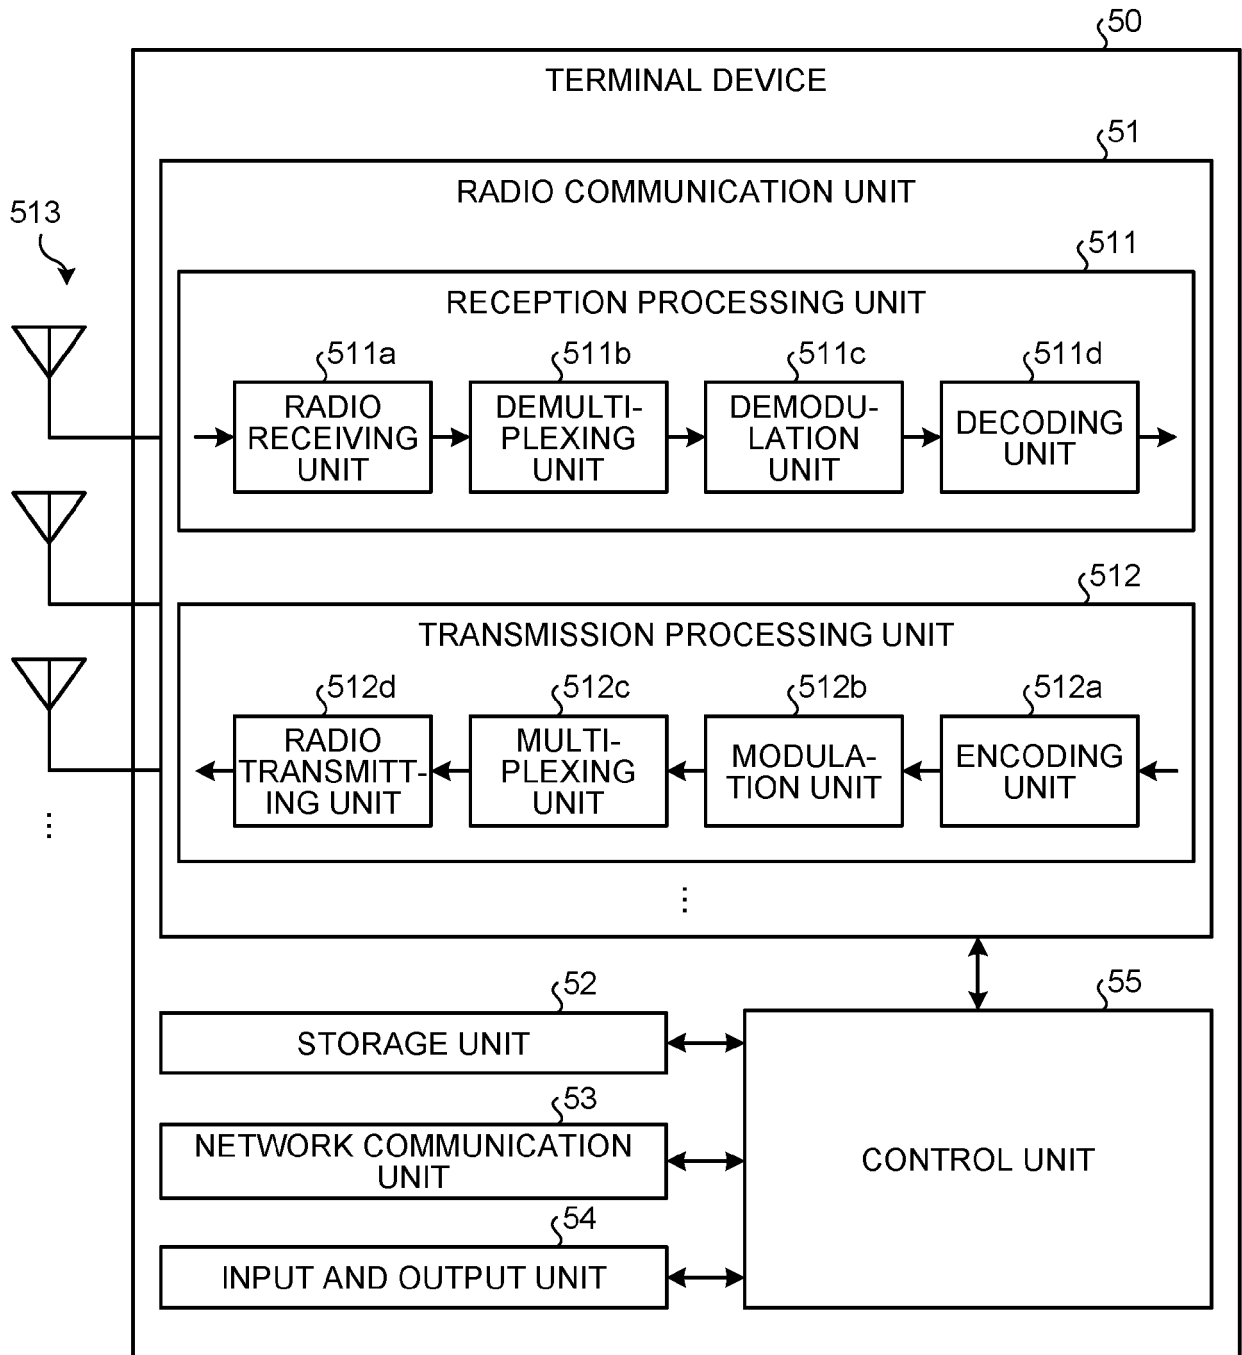 50
TERMINAL DEVICE
51
RADIO COMMUNICATION UNIT
513
511
RECEPTION PROCESSING UNIT
511a
511b
511c
511d
RADIO
RECEIVING
UNIT
DEMULTI-
PLEXING
UNIT
DEMODU-
LATION
UNIT
DECODING
UNIT
512
TRANSMISSION PROCESSING UNIT
512d
512c
512b
512a
RADIO
TRANSMITT-
ING UNIT
MULTI-
PLEXING
UNIT
MODULA-
TION UNIT
ENCODING
UNIT
⋮
⋮
52
STORAGE UNIT
55
CONTROL UNIT
53
NETWORK COMMUNICATION
UNIT
54
INPUT AND OUTPUT UNIT